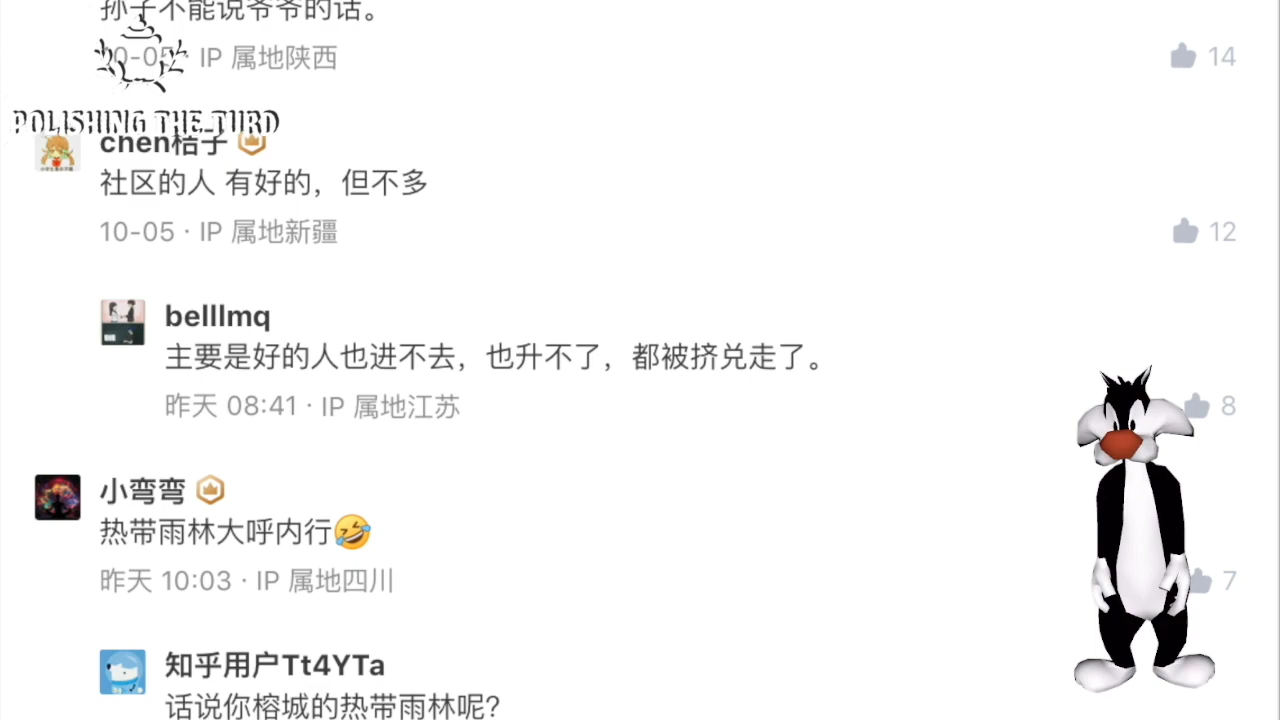 孙子不能说爷爷的话。
10-05 · IP 属地陕西
14
POLISHING THE TURD
chen桔子
社区的人 有好的，但不多
10-05 · IP 属地新疆
12
belllmq
主要是好的人也进不去，也升不了，都被挤兑走了。
昨天 08:41 · IP 属地江苏
8
小弯弯
热带雨林大呼内行🤣
昨天 10:03 · IP 属地四川
7
知乎用户Tt4YTa
话说你榕城的热带雨林呢?